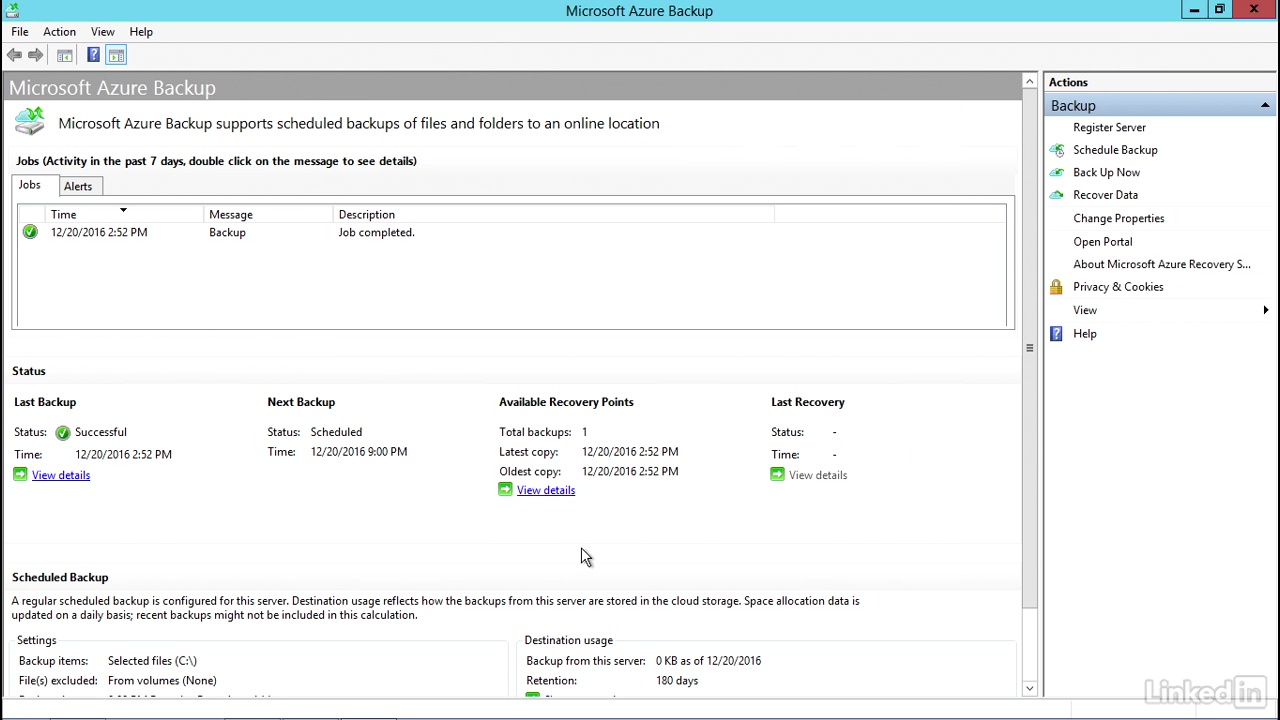 Microsoft Azure Backup
File Action View Help
Microsoft Azure Backup
Microsoft Azure Backup supports scheduled backups of files and folders to an online location
Jobs (Activity in the past 7 days, double click on the message to see details)
Jobs Alerts
Time Message Description
12/20/2016 2:52 PM Backup Job completed.
Status
Last Backup Next Backup Available Recovery Points Last Recovery
Status: Successful Status: Scheduled Total backups: 1 Status: -
Time: 12/20/2016 2:52 PM Time: 12/20/2016 9:00 PM Latest copy: 12/20/2016 2:52 PM Time: -
Oldest copy: 12/20/2016 2:52 PM
View details View details View details
Scheduled Backup
A regular scheduled backup is configured for this server. Destination usage reflects how the backups from this server are stored in the cloud storage. Space allocation data is
updated on a daily basis; recent backups might not be included in this calculation.
Settings Destination usage
Backup items: Selected files (C:\) Backup from this server: 0 KB as of 12/20/2016
File(s) excluded: From volumes (None) Retention: 180 days
Actions
Backup
Register Server
Schedule Backup
Back Up Now
Recover Data
Change Properties
Open Portal
About Microsoft Azure Recovery S...
Privacy & Cookies
View
Help
LinkedIn